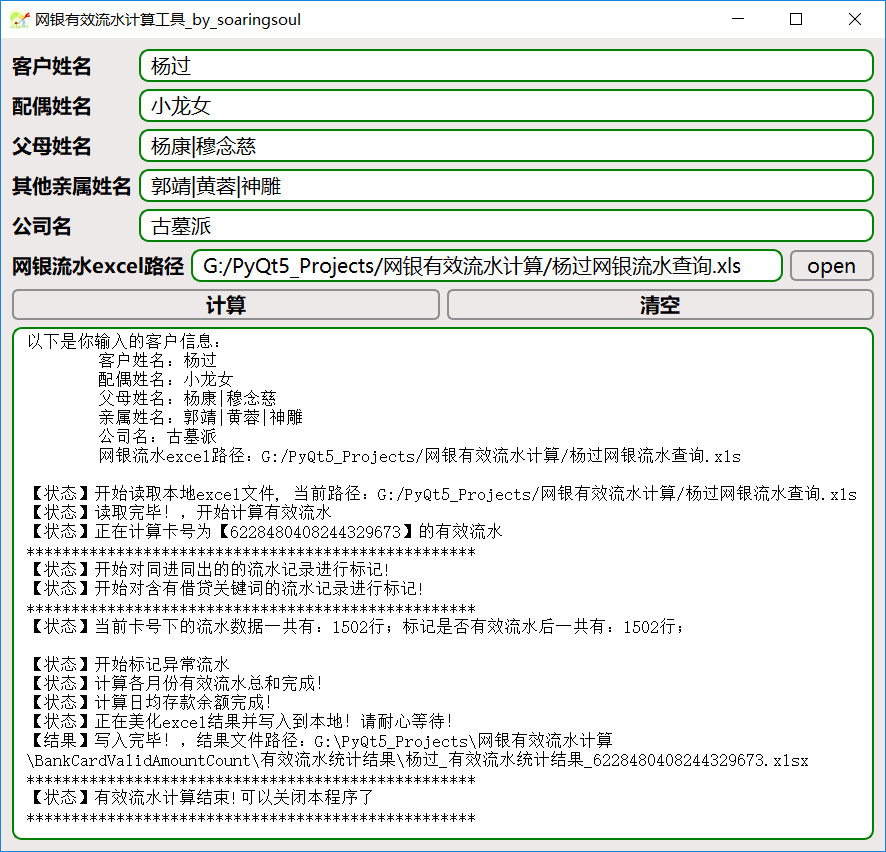 网银有效流水计算工具_by_soaringsoul
客户姓名 杨过
配偶姓名 小龙女
父母姓名 杨康|穆念慈
其他亲属姓名 郭靖|黄蓉|神雕
公司名 古墓派
网银流水excel路径 G:/PyQt5_Projects/网银有效流水计算/杨过网银流水查询.xls open
计算 清空
以下是你输入的客户信息：
客户姓名：杨过
配偶姓名：小龙女
父母姓名：杨康|穆念慈
亲属姓名：郭靖|黄蓉|神雕
公司名：古墓派
网银流水excel路径：G:/PyQt5_Projects/网银有效流水计算/杨过网银流水查询.xls
【状态】开始读取本地excel文件, 当前路径：G:/PyQt5_Projects/网银有效流水计算/杨过网银流水查询.xls
【状态】读取完毕！，开始计算有效流水
【状态】正在计算卡号为【6228480408244329673】的有效流水
**************************************************
【状态】开始对同进同出的的流水记录进行标记!
【状态】开始对含有借贷关键词的流水记录进行标记!
**************************************************
【状态】当前卡号下的流水数据一共有：1502行；标记是否有效流水后一共有：1502行；
【状态】开始标记异常流水
【状态】计算各月份有效流水总和完成!
【状态】计算日均存款余额完成!
【状态】正在美化excel结果并写入到本地！请耐心等待!
【结果】写入完毕！，结果文件路径：G:\PyQt5_Projects\网银有效流水计算
\BankCardValidAmountCount\有效流水统计结果\杨过_有效流水统计结果_6228480408244329673.xlsx
**************************************************
【状态】有效流水计算结束!可以关闭本程序了
**************************************************